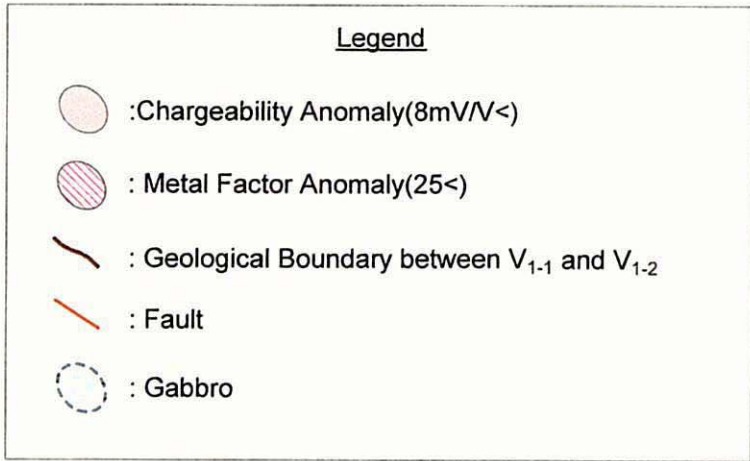 Legend
:Chargeability Anomaly(8mV/V<)
: Metal Factor Anomaly(25<)
: Geological Boundary between V₁₋₁ and V₁₋₂
: Fault
: Gabbro